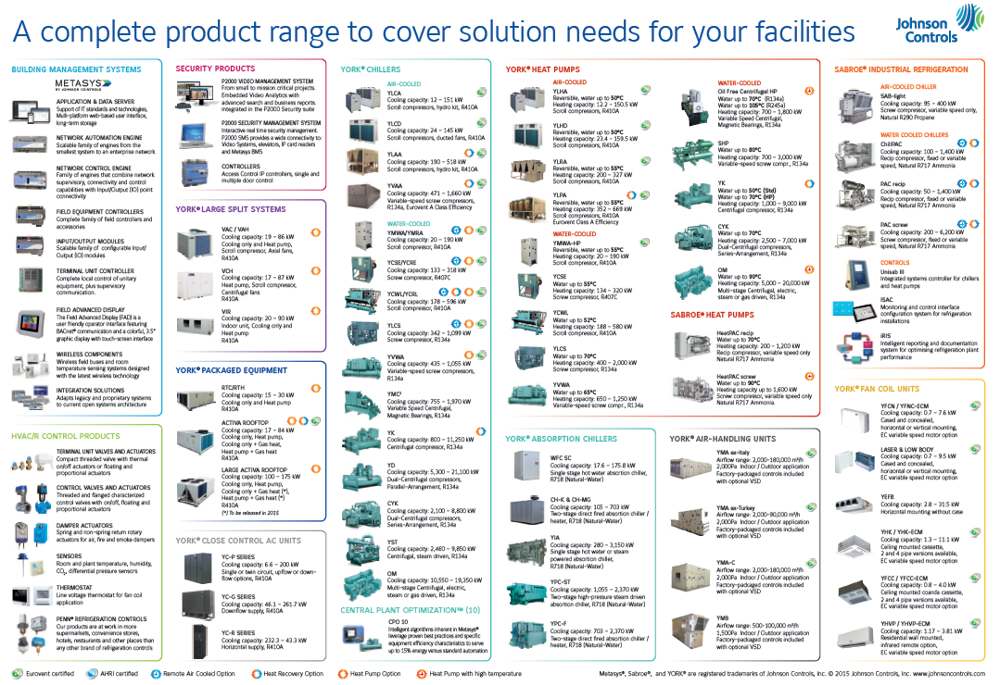 A complete product range to cover solution needs for your facilities
Johnson
Controls
BUILDING MANAGEMENT SYSTEMS
METASYS
BY JOHNSON CONTROLS
APPLICATION & DATA SERVER
Support of IT standards and technologies,
Multi-platform web-based user interface,
long-term storage
NETWORK AUTOMATION ENGINE
Scalable family of engines from the
smallest system to an enterprise network
NETWORK CONTROL ENGINE
Family of engines that combine network
supervisory, connectivity and control
capabilities with Input/Output (IO) point
connectivity
FIELD EQUIPMENT CONTROLLERS
Complete family of field controllers and
accessories
INPUT/OUTPUT MODULES
Scalable family of configurable Input/
Output (IO) modules
TERMINAL UNIT CONTROLLER
Complete local control of unitary
equipment, plus supervisory
communication.
FIELD ADVANCED DISPLAY
The Field Advanced Display (FAD) is a
user friendly operator interface featuring
BACnet® communication and a colorful, 3.5"
graphic display with touch-screen interface
WIRELESS COMPONENTS
Wireless field buses and room
temperature sensing systems designed
with the latest wireless technology
INTEGRATION SOLUTIONS
Adapts legacy and proprietary systems
to current open systems architecture
HVAC/R CONTROL PRODUCTS
TERMINAL UNIT VALVES AND ACTUATORS
Compact threaded valve with thermal
on/off actuators or floating and
proportional actuators
CONTROL VALVES AND ACTUATORS
Threaded and flanged characterized
control valves with on/off, floating and
proportional actuators
DAMPER ACTUATORS
Spring and non-spring return rotary
actuators for air, fire and smoke dampers
SENSORS
Room and plant temperature, humidity,
CO₂, differential pressure sensors
THERMOSTAT
Line voltage thermostat for fan coil
application
PENN® REFRIGERATION CONTROLS
Our products are at work in more
supermarkets, convenience stores,
hotels, restaurants and other places than
any other brand of refrigeration controls
SECURITY PRODUCTS
P2000 VIDEO MANAGEMENT SYSTEM
From small to mission critical projects.
Embedded Video Analytics with
advanced search and business reports.
Integrated in the P2000 Security suite
P2000 SECURITY MANAGEMENT SYSTEM
Interactive real time security management.
P2000 SMS provides a wide connectivity to:
Video Systems, elevators, IP card readers
and Metasys BMS
CONTROLLERS
Access Control IP controllers, single and
multiple door control
YORK® LARGE SPLIT SYSTEMS
VAC / VAH
Cooling capacity: 19 – 86 kW
Cooling only and Heat pump,
Scroll compressor, Axial fans,
R410A
VCH
Cooling capacity: 17 – 87 kW
Heat pump, Scroll compressor,
Centrifugal fans
R410A
VIR
Cooling capacity: 20 – 90 kW
Indoor unit, Cooling only and
Heat pump
R410A
YORK® PACKAGED EQUIPMENT
RTC/RTH
Cooling capacity: 15 – 30 kW
Cooling only and Heat pump
R410A
ACTIVA ROOFTOP
Cooling capacity: 17 – 84 kW
Cooling only, Heat pump,
Cooling only + Gas heat,
Heat pump + Gas heat
R410A
LARGE ACTIVA ROOFTOP
Cooling capacity: 100 – 175 kW
Cooling only, Heat pump,
Cooling only + Gas heat (*),
Heat pump + Gas heat (*)
R410A
(*) To be released in 2015
YORK® CLOSE CONTROL AC UNITS
YC-P SERIES
Cooling capacity: 6.6 – 200 kW
Single or twin circuit, upflow or down-
flow options, R410A
YC-G SERIES
Cooling capacity: 46.1 – 261.7 kW
Downflow supply, R410A
YC-R SERIES
Cooling capacity: 232.3 – 43.3 kW
Horizontal supply, R410A
YORK® CHILLERS
AIR-COOLED
YLCA
Cooling capacity: 12 – 151 kW
Scroll compressors, hydro kit, R410A
YLCD
Cooling capacity: 24 – 145 kW
Scroll compressors, ducted fans, R410A
YLAA
Cooling capacity: 190 – 518 kW
Scroll compressors, hydro kit, R410A
YVAA
Cooling capacity: 471 – 1,660 kW
Variable-speed screw compressors,
R134a, Eurovent A Class Efficiency
WATER-COOLED
YMWA/YMRA
Cooling capacity: 20 – 190 kW
Scroll compressor, R410A
YCSE/YCRE
Cooling capacity: 133 – 318 kW
Screw compressor, R407C
YCWL/YCRL
Cooling capacity: 178 – 596 kW
Scroll compressor, R410A
YLCS
Cooling capacity: 342 – 1,099 kW
Screw compressor, R134a
YVWA
Cooling capacity: 435 – 1,055 kW
Variable-speed screw compressors,
R134a
YMC²
Cooling capacity: 755 – 1,970 kW
Variable Speed Centrifugal,
Magnetic Bearings, R134a
YK
Cooling capacity: 800 – 11,250 kW
Centrifugal compressor, R134a
YD
Cooling capacity: 5,300 – 21,100 kW
Dual-Centrifugal compressors,
Parallel-Arrangement, R134a
CYK
Cooling capacity: 2,100 – 8,800 kW
Dual-Centrifugal compressors,
Series-Arrangement, R134a
YST
Cooling capacity: 2,460 – 9,850 kW
Centrifugal, steam driven, R134a
OM
Cooling capacity: 10,550 – 19,350 kW
Multi-stage Centrifugal, electric,
steam or gas driven, R134a
CENTRAL PLANT OPTIMIZATION™ (10)
CPO 10
Intelligent algorithms inherent in Metasys®
leverage proven best practices and specific
equipment efficiency characteristics to serve
up to 15% energy versus standard automation
YORK® HEAT PUMPS
AIR-COOLED
YLHA
Reversible, water up to 50°C
Heating capacity: 12.2 – 150.5 kW
Scroll compressors, R410A
YLHD
Reversible, water up to 50°C
Heating capacity: 23.4 – 159.5 kW
Scroll compressors, R410A
YLRA
Reversible, water up to 55°C
Heating capacity: 200 – 327 kW
Scroll compressors, R410A
YLPA
Reversible, water up to 55°C
Heating capacity: 352 – 669 kW
Scroll compressors, R410A
Eurovent Class A Efficiency
WATER-COOLED
YMWA-HP
Reversible, water up to 55°C
Heating capacity: 20 – 190 kW
Scroll compressor, R410A
YCSE
Water up to 55°C
Heating capacity: 134 – 320 kW
Screw compressor, R407C
YCWL
Water up to 52°C
Heating capacity: 188 – 580 kW
Scroll compressor, R410A
YLCS
Water up to 70°C
Heating capacity: 400 – 2,000 kW
Screw compressor, R134a
YVWA
Water up to 65°C
Heating capacity: 650 – 1,250 kW
Variable-speed screw compr., R134a
WATER-COOLED
Oil Free Centrifugal HP
Water up to 70°C (R134a)
Water up to 105°C (R245a)
Heating capacity: 700 – 1,800 kW
Variable Speed Centrifugal,
Magnetic Bearings, R134a
SHP
Water up to 80°C
Heating capacity: 700 – 3,000 kW
Variable-speed screw compr., R134a
YK
Water up to 50°C (Std)
Water up to 70°C (HP)
Heating capacity: 1,000 – 9,000 kW
Centrifugal compressor, R134a
CYK
Water up to 70°C
Heating capacity: 2,500 – 7,000 kW
Dual-Centrifugal compressors,
Series-Arrangement, R134a
OM
Water up to 90°C
Heating capacity: 5,000 – 20,000 kW
Multi-stage Centrifugal, electric,
steam or gas driven, R134a
SABROE® HEAT PUMPS
HeatPAC recip
Water up to 70°C
Heating capacity: 200 – 1,200 kW
Recip compressor, variable speed only
Natural R717 Ammonia
HeatPAC screw
Water up to 90°C
Heating capacity up to 1,600 kW
Screw compressor, variable speed only
Natural R717 Ammonia.
YORK® ABSORPTION CHILLERS
WFC SC
Cooling capacity: 17.6 – 175.8 kW
Single stage hot water absorption chiller,
R718 (Natural-Water)
CH-K & CH-MG
Cooling capacity: 105 – 703 kW
Two-stage direct fired absorption chiller /
heater, R718 (Natural-Water)
YIA
Cooling capacity: 280 – 3,150 kW
Single stage hot water or steam
powered absorption chiller,
R718 (Natural-Water)
YPC-ST
Cooling capacity: 1,055 – 2,370 kW
Two-stage high-pressure steam driven
absortion chiller, R718 (Natural-Water)
YPC-F
Cooling capacity: 703 – 2,370 kW
Two-stage direct fired absorption chiller /
heater, R718 (Natural-Water)
YORK® AIR-HANDLING UNITS
YMA ex-Italy
Airflow range: 2,000-180,000 m³/h
2,000Pa Indoor / Outdoor application
Factory-packaged controls included
with optional VSD
YMA ex-Turkey
Airflow range: 2,000-90,000 m³/h
2,000Pa Indoor / Outdoor application
Factory-packaged controls included
with optional VSD
YMA-C
Airflow range: 2,000-180,000 m³/h
2,000Pa Indoor / Outdoor application
Factory-packaged controls included
with optional VSD
YMB
Airflow range: 500-100,000 m³/h
1,500Pa Indoor / Outdoor application
Factory-packaged controls included
with optional VSD
SABROE® INDUSTRIAL REFRIGERATION
AIR-COOLED CHILLER
SAB-light
Cooling capacity: 95 – 400 kW
Screw compressor, variable speed only,
Natural R290 Propane
WATER COOLED CHILLERS
ChillPAC
Cooling capacity: 100 – 1,400 kW
Recip compressor, fixed or variable
speed, Natural R717 Ammonia
PAC recip
Cooling capacity: 50 – 1,400 kW
Recip compressor, fixed or variable
speed, Natural R717 Ammonia
PAC screw
Cooling capacity: 200 – 6,200 kW
Screw compressor, fixed or variable
speed, Natural R717 Ammonia
CONTROLS
Unisab III
Integrated systems controller for chillers
and heat pumps
ISAC
Monitoring and control interface
configuration system for refrigeration
installations
iRIS
Intelligent reporting and documentation
system for optimising refrigeration plant
performance
YORK® FAN COIL UNITS
YFCN / YFNC-ECM
Cooling capacity: 0.7 – 7.6 kW
Cased and concealed,
horizontal or vertical mounting,
EC variable speed motor option
LASER & LOW BODY
Cooling capacity: 0.7 – 9.5 kW
Cased and concealed,
horizontal or vertical mounting,
EC variable speed motor option
YEFB
Cooling capacity: 2.8 – 31.5 kW
Horizontal mounting without case
YHK / YHK-ECM
Cooling capacity: 1.3 – 11.1 kW
Ceiling mounted cassette,
2 and 4 pipe versions available,
EC variable speed motor option
YFCC / YFCC-ECM
Cooling capacity: 0.8 – 4.0 kW
Ceiling mounted coanda cassette,
2 and 4 pipe versions available,
EC variable speed motor option
YHVP / YHVP-ECM
Cooling capacity: 1.17 – 3.81 kW
Residential wall mounted,
infrared remote option,
EC variable speed motor option
Eurovent certified
AHRI certified
Remote Air Cooled Option
Heat Recovery Option
Heat Pump Option
Heat Pump with high temperature
Metasys®, Sabroe®, and YORK® are registered trademarks of Johnson Controls, Inc. © 2015 Johnson Controls, Inc. www.johnsoncontrols.com